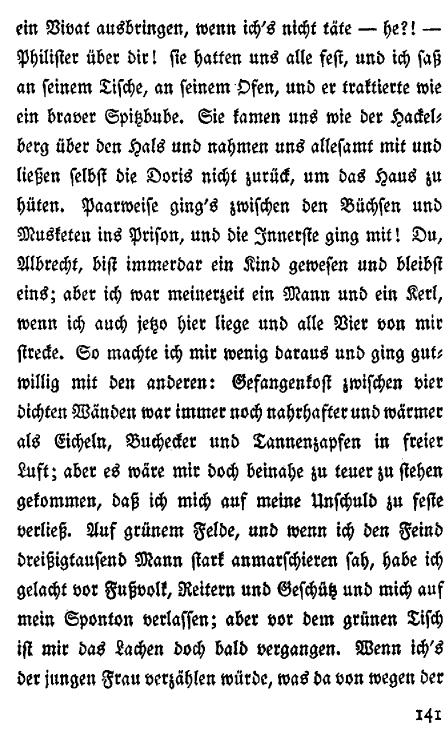 ein Vivat ausbringen, wenn ich's nicht täte — he?! —
Philister über dir! sie hatten uns alle fest, und ich saß
an seinem Tische, an seinem Ofen, und er traktierte wie
ein braver Spitzbube. Sie kamen uns wie der Hackel-
berg über den Hals und nahmen uns allesamt mit und
ließen selbst die Doris nicht zurück, um das Haus zu
hüten. Paarweise ging's zwischen den Büchsen und
Musketen ins Prison, und die Innerste ging mit! Du,
Albrecht, bist immerdar ein Kind gewesen und bleibst
eins; aber ich war meinerzeit ein Mann und ein Kerl,
wenn ich auch jetzo hier liege und alle Vier von mir
strecke. So machte ich mir wenig daraus und ging gut-
willig mit den anderen: Gefangenkost zwischen vier
dichten Wänden war immer noch nahrhafter und wärmer
als Eicheln, Buchecker und Tannenzapfen in freier
Luft; aber es wäre mir doch beinahe zu teuer zu stehen
gekommen, daß ich mich auf meine Unschuld zu feste
verließ. Auf grünem Felde, und wenn ich den Feind
dreißigtausend Mann stark anmarschieren sah, habe ich
gelacht vor Fußvolk, Reitern und Geschütz und mich auf
mein Sponton verlassen; aber vor dem grünen Tisch
ist mir das Lachen doch bald vergangen. Wenn ich's
der jungen Frau verzählen würde, was da von wegen der
141